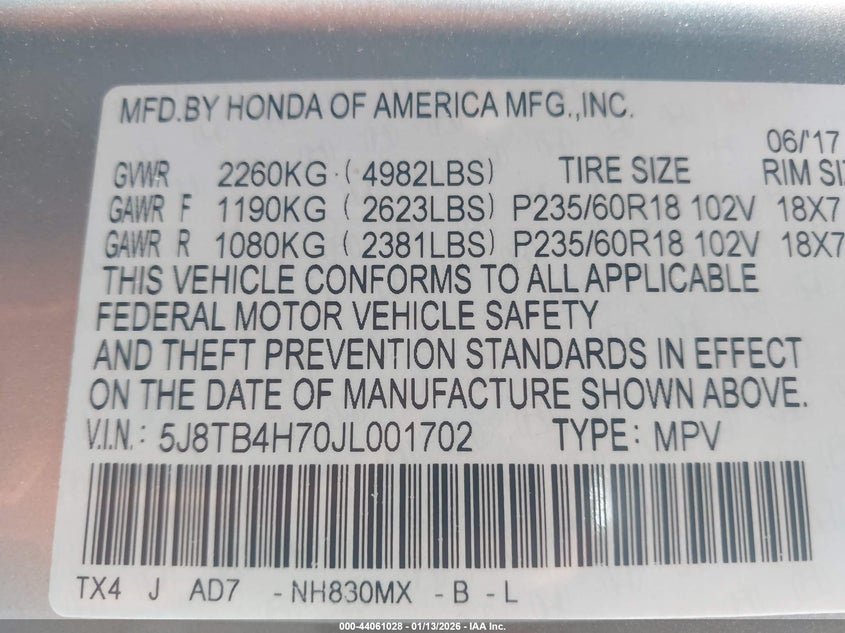 MFD.BY HONDA OF AMERICA MFG.,INC.
06/'17
GVWR 2260KG (4982LBS) TIRE SIZE RIM
GAWR F 1190KG (2623LBS) P235/60R18 102V 18X7
GAWR R 1080KG (2381LBS) P235/60R18 102V 18X7
THIS VEHICLE CONFORMS TO ALL APPLICABLE
FEDERAL MOTOR VEHICLE SAFETY
AND THEFT PREVENTION STANDARDS IN EFFECT
ON THE DATE OF MANUFACTURE SHOWN ABOVE.
V.I.N.: 5J8TB4H70JL001702 TYPE: MPV
TX4 J AD7 -NH830MX -B -L
000-44061028 - 01/13/2026 - IAA Inc.